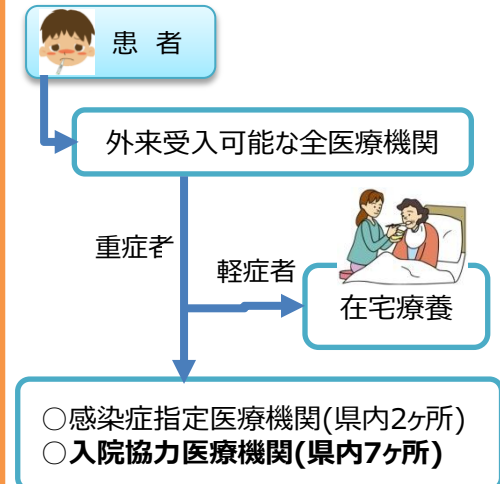 患 者
外来受入可能な全医療機関
重症者
軽症者
在宅療養
○感染症指定医療機関(県内2ヶ所)
○入院協力医療機関(県内7ヶ所)